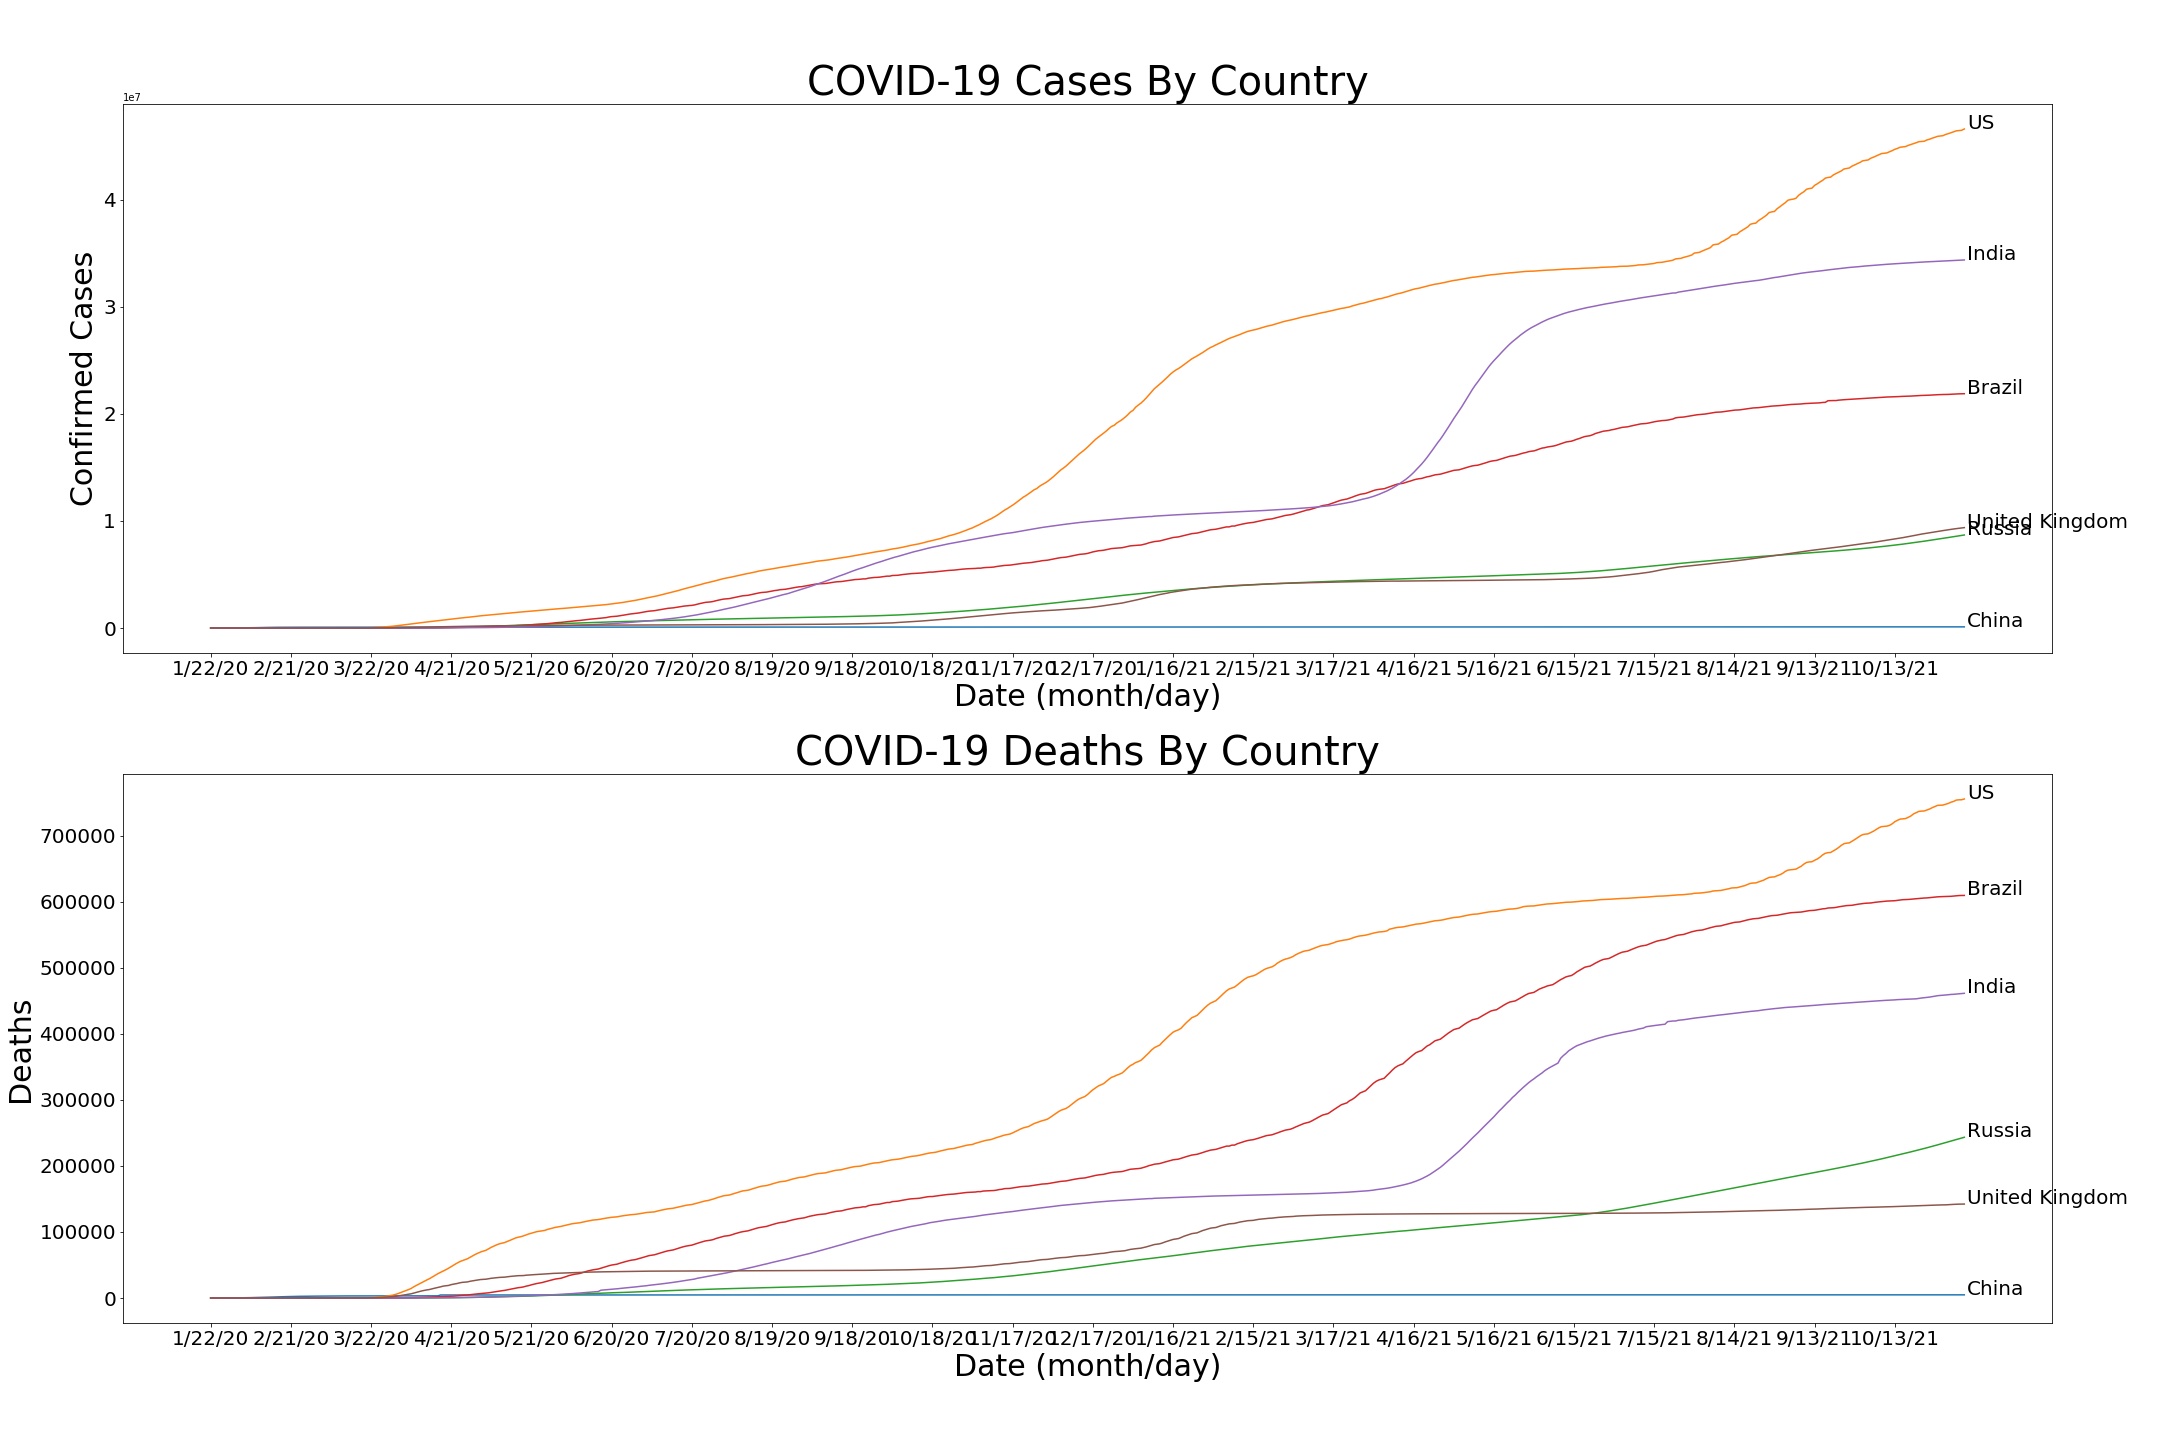 COVID-19 Cases By Country
1e7
Confirmed Cases
4
3
2
1
0
US
India
Brazil
United Kingdom
Russia
China
1/22/20 2/21/20 3/22/20 4/21/20 5/21/20 6/20/20 7/20/20 8/19/20 9/18/20 10/18/20 11/17/20 12/17/20 1/16/21 2/15/21 3/17/21 4/16/21 5/16/21 6/15/21 7/15/21 8/14/21 9/13/21 10/13/21
Date (month/day)
COVID-19 Deaths By Country
Deaths
700000
600000
500000
400000
300000
200000
100000
0
US
Brazil
India
Russia
United Kingdom
China
1/22/20 2/21/20 3/22/20 4/21/20 5/21/20 6/20/20 7/20/20 8/19/20 9/18/20 10/18/20 11/17/20 12/17/20 1/16/21 2/15/21 3/17/21 4/16/21 5/16/21 6/15/21 7/15/21 8/14/21 9/13/21 10/13/21
Date (month/day)